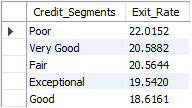 Credit_Segments Exit_Rate
Poor 22.0152
Very Good 20.5882
Fair 20.5644
Exceptional 19.5420
Good 18.6161